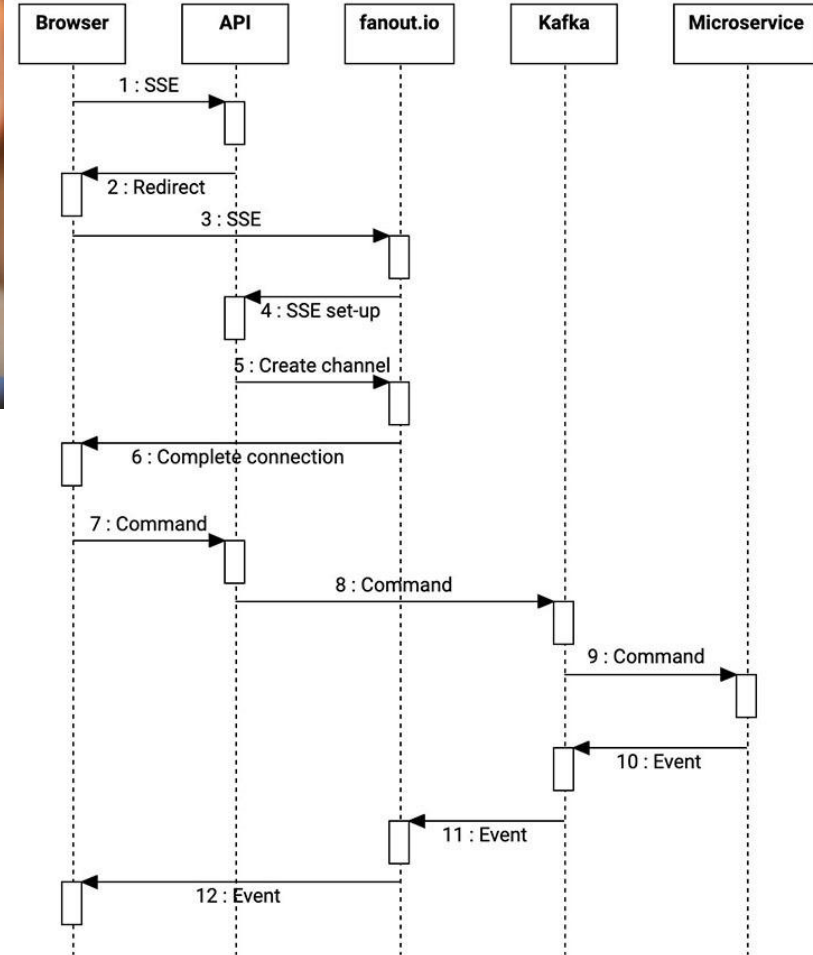 Browser
API
fanout.io
Kafka
Microservice
1 : SSE
2 : Redirect
3 : SSE
4 : SSE set-up
5 : Create channel
6 : Complete connection
7 : Command
8 : Command
9 : Command
10 : Event
11 : Event
12 : Event